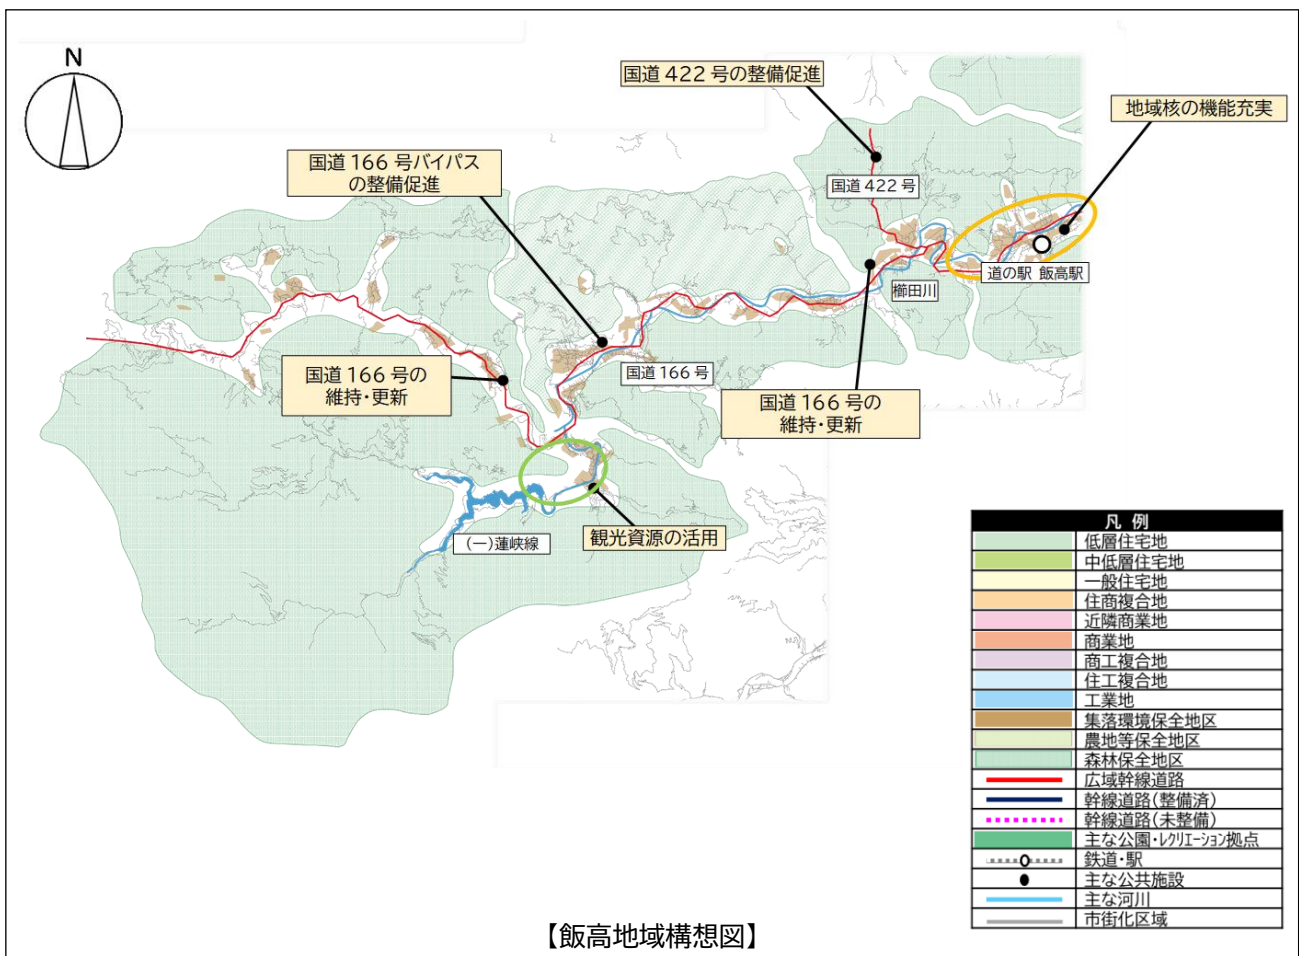 N
国道 422 号の整備促進
地域核の機能充実
国道 166 号バイパス
の整備促進
国道 422 号
道の駅 飯高駅
櫛田川
国道 166 号
国道 166 号の
維持・更新
国道 166 号の
維持・更新
観光資源の活用
(一)蓮峡線
凡 例
低層住宅地
中低層住宅地
一般住宅地
住商複合地
近隣商業地
商業地
商工複合地
住工複合地
工業地
集落環境保全地区
農地等保全地区
森林保全地区
広域幹線道路
幹線道路(整備済)
幹線道路(未整備)
主な公園・レクリエーション拠点
鉄道・駅
主な公共施設
主な河川
市街化区域
【飯高地域構想図】